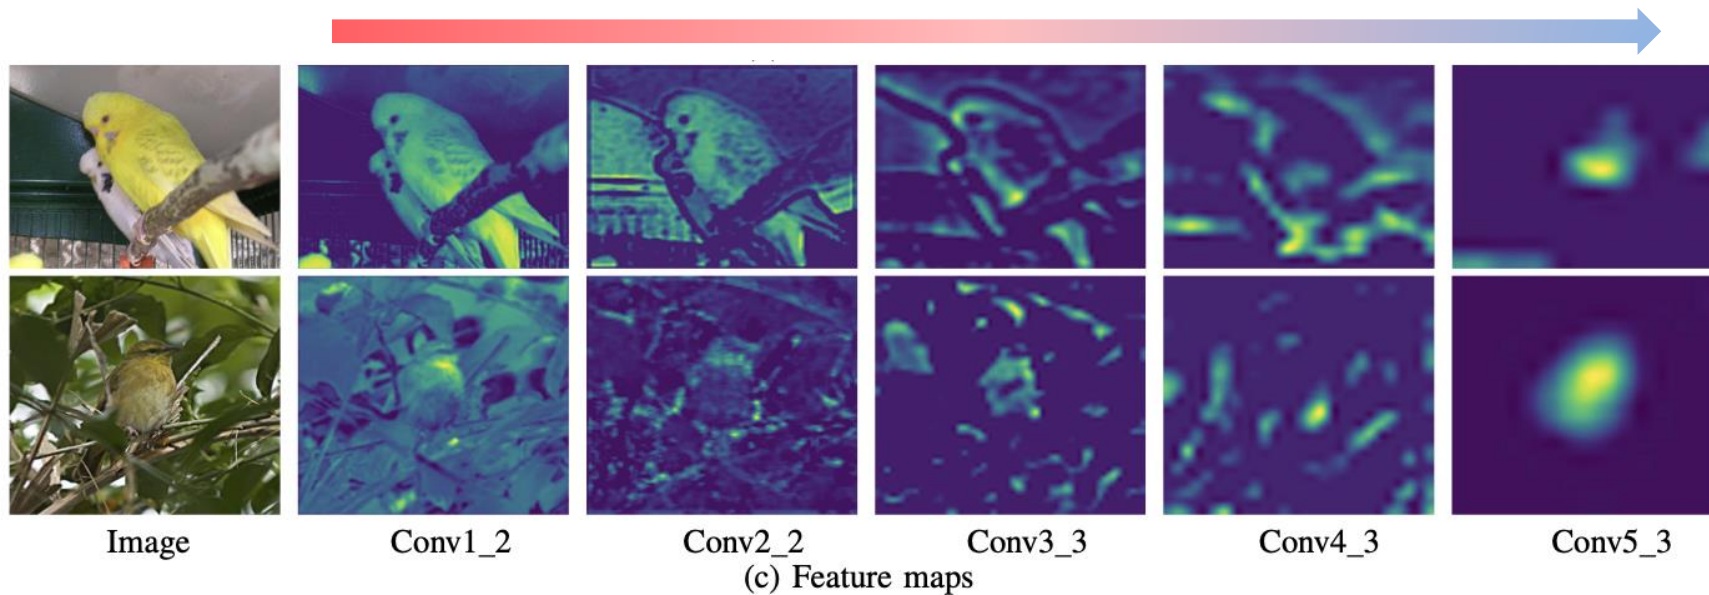 Image Conv1_2 Conv2_2 Conv3_3 Conv4_3 Conv5_3
(c) Feature maps